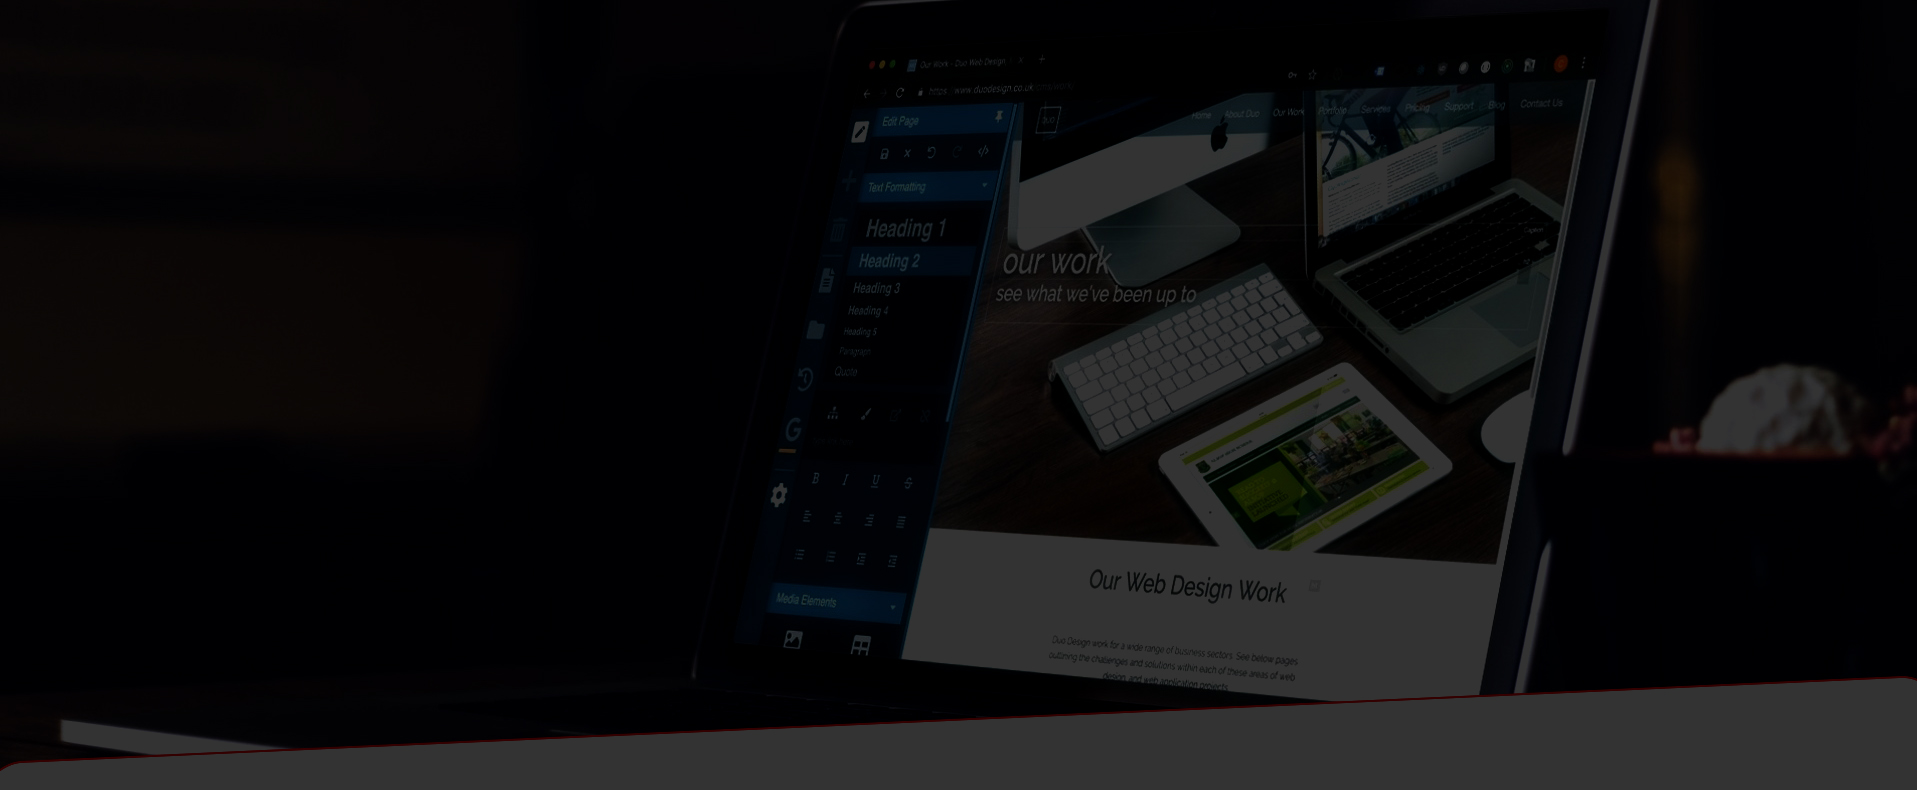 Our Work - Duo Web Design,
https://www.duodesign.co.uk
Edit Page
DUO
Home About Duo Our Work Portfolio Services Pricing Support Blog Contact Us
Text Formatting
Heading 1
Heading 2
Heading 3
Heading 4
Heading 5
Paragraph
Quote
our work
see what we've been up to
G
B I U S
Media Elements
Our Web Design Work
Duo Design work for a wide range of business sectors. See below pages
outlining the challenges and solutions within each of these areas of web
design, and web application projects.